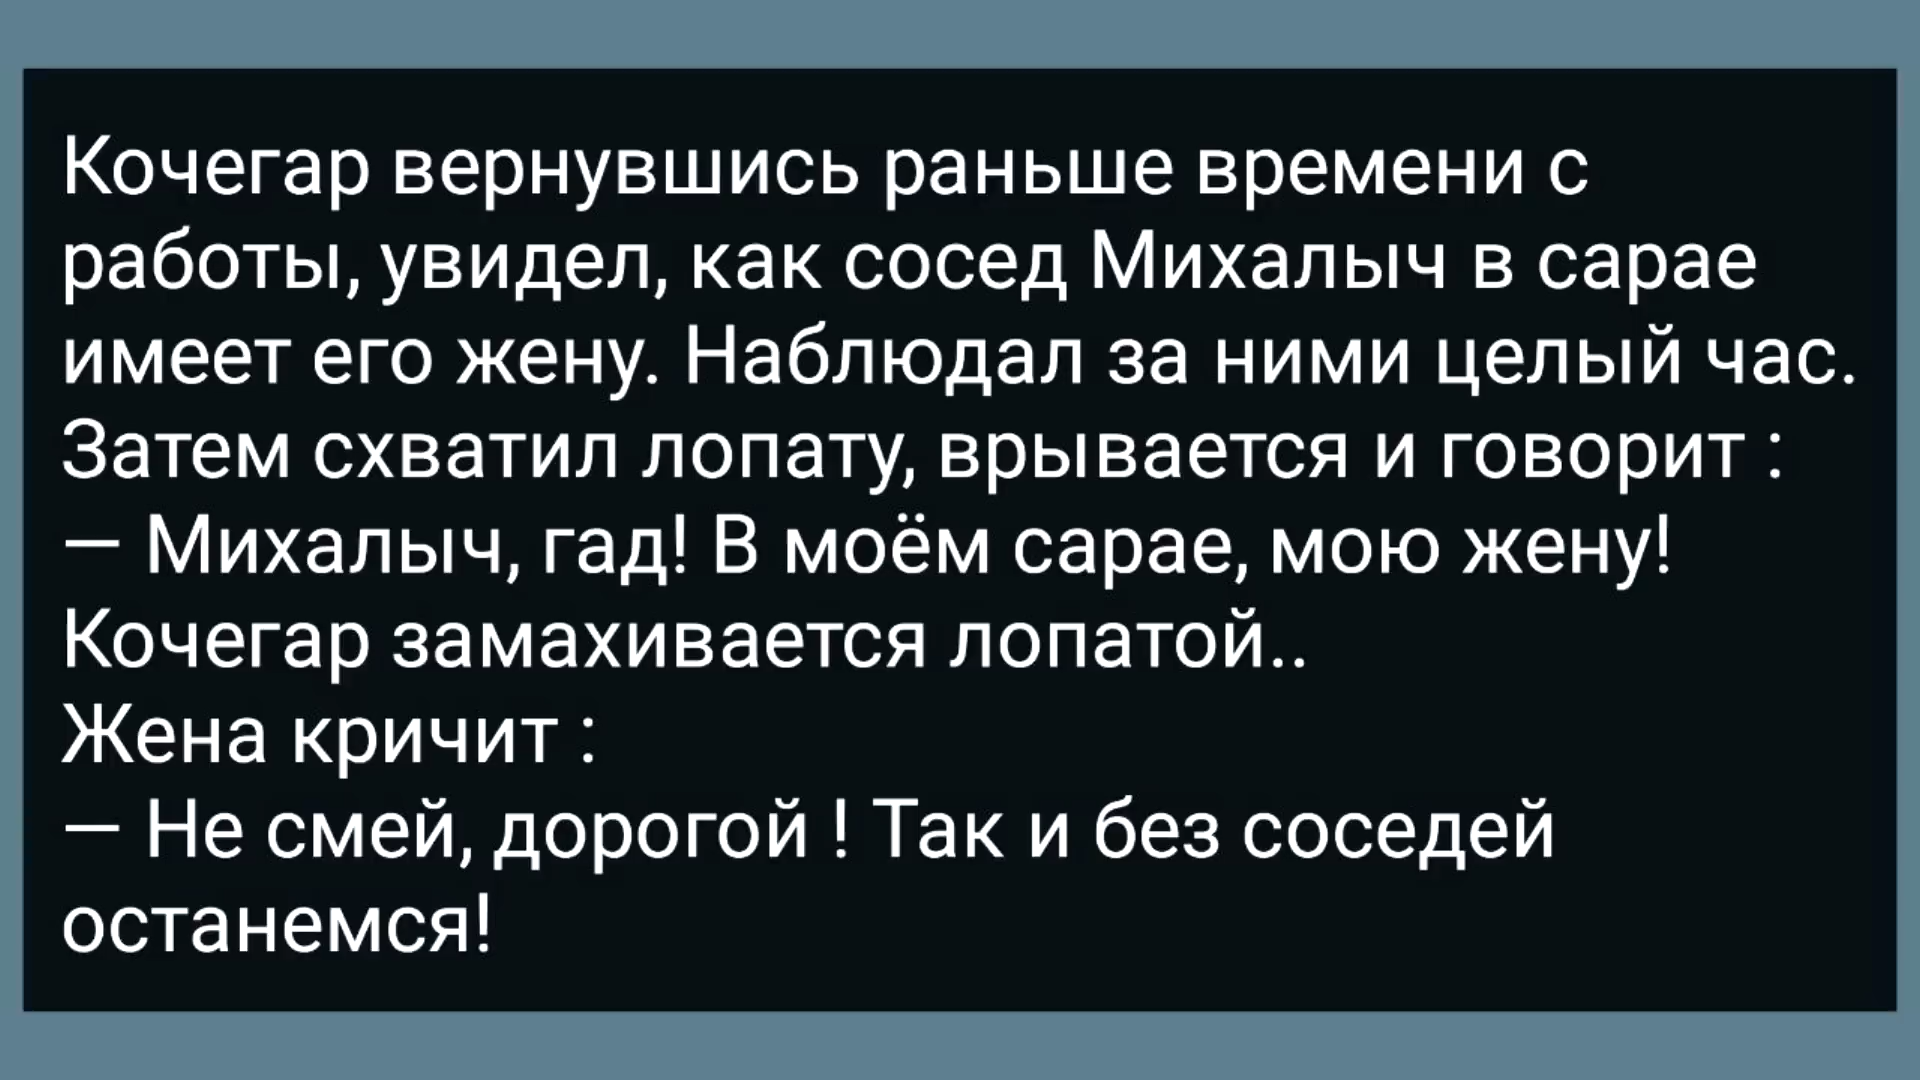 Кочегар вернувшись раньше времени с
работы, увидел, как сосед Михалыч в сарае
имеет его жену. Наблюдал за ними целый час.
Затем схватил лопату, врывается и говорит :
— Михалыч, гад! В моём сарае, мою жену!
Кочегар замахивается лопатой..
Жена кричит :
— Не смей, дорогой ! Так и без соседей
останемся!